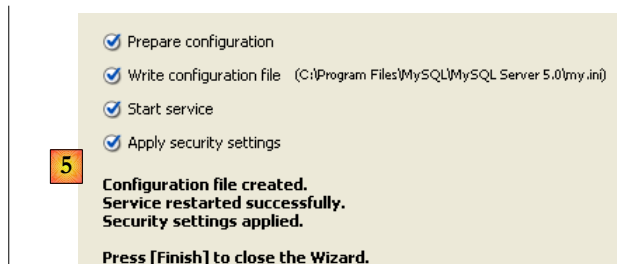 Prepare configuration
Write configuration file (C:\Program Files\MySQL\MySQL Server 5.0\my.ini)
Start service
Apply security settings
5
Configuration file created.
Service restarted successfully.
Security settings applied.
Press [Finish] to close the Wizard.